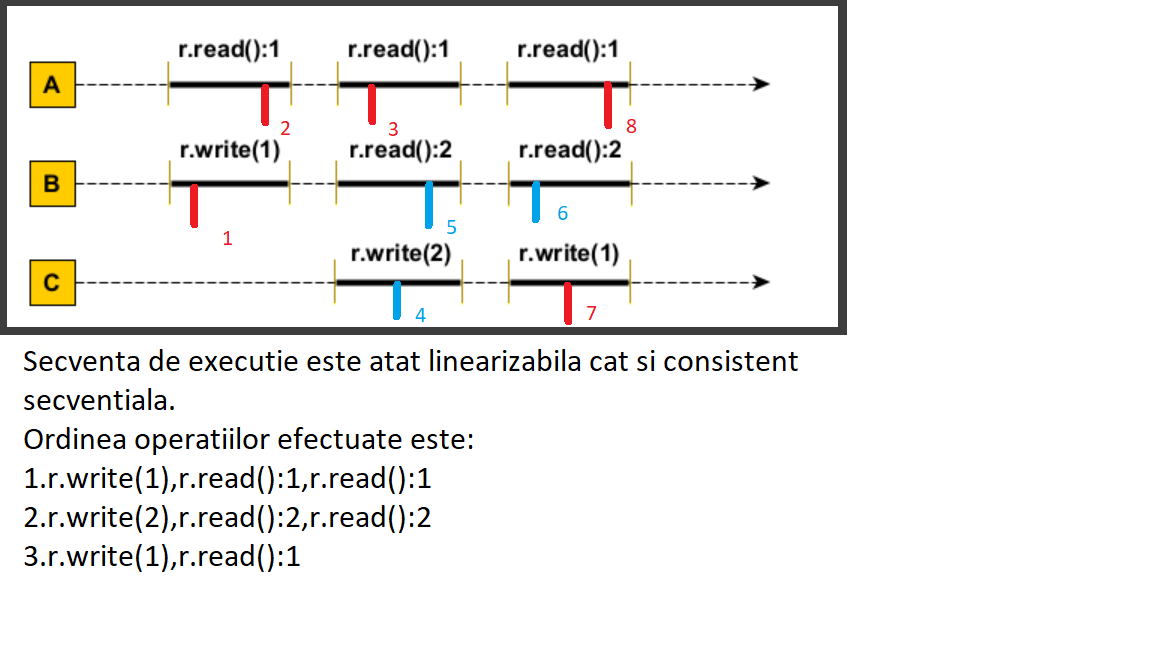 r.read():1 r.read():1 r.read():1
A
2 3 8
r.write(1) r.read():2 r.read():2
B
1 5 6
r.write(2) r.write(1)
C
4 7
Secventa de executie este atat linearizabila cat si consistent
secventiala.
Ordinea operatiilor efectuate este:
1.r.write(1),r.read():1,r.read():1
2.r.write(2),r.read():2,r.read():2
3.r.write(1),r.read():1